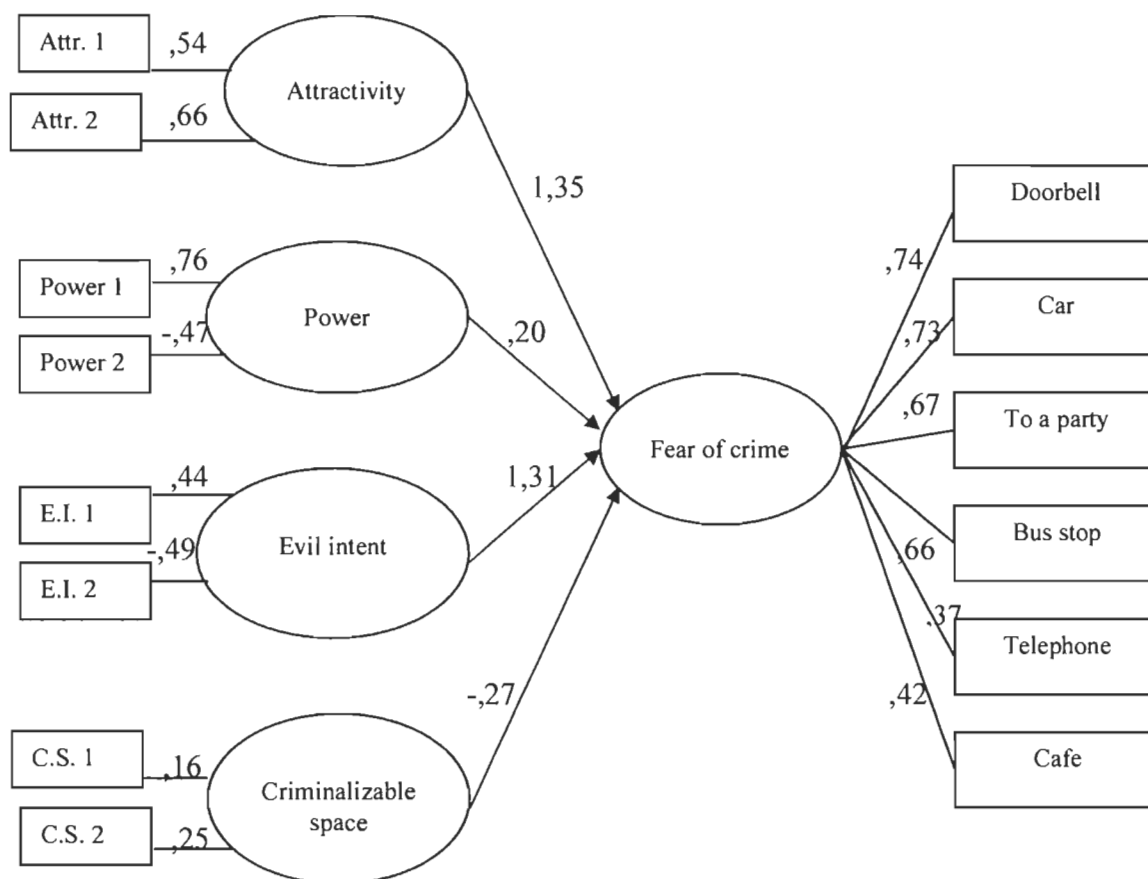 Attr. 1
,54
Attractivity
Attr. 2
,66
1,35
Power 1
,76
Power
Power 2
-,47
,20
E.I. 1
,44
Evil intent
E.I. 2
-,49
1,31
C.S. 1
,16
Criminalizable
space
C.S. 2
,25
-,27
Fear of crime
Doorbell
,74
Car
,73
To a party
,67
Bus stop
,66
Telephone
,37
Cafe
,42